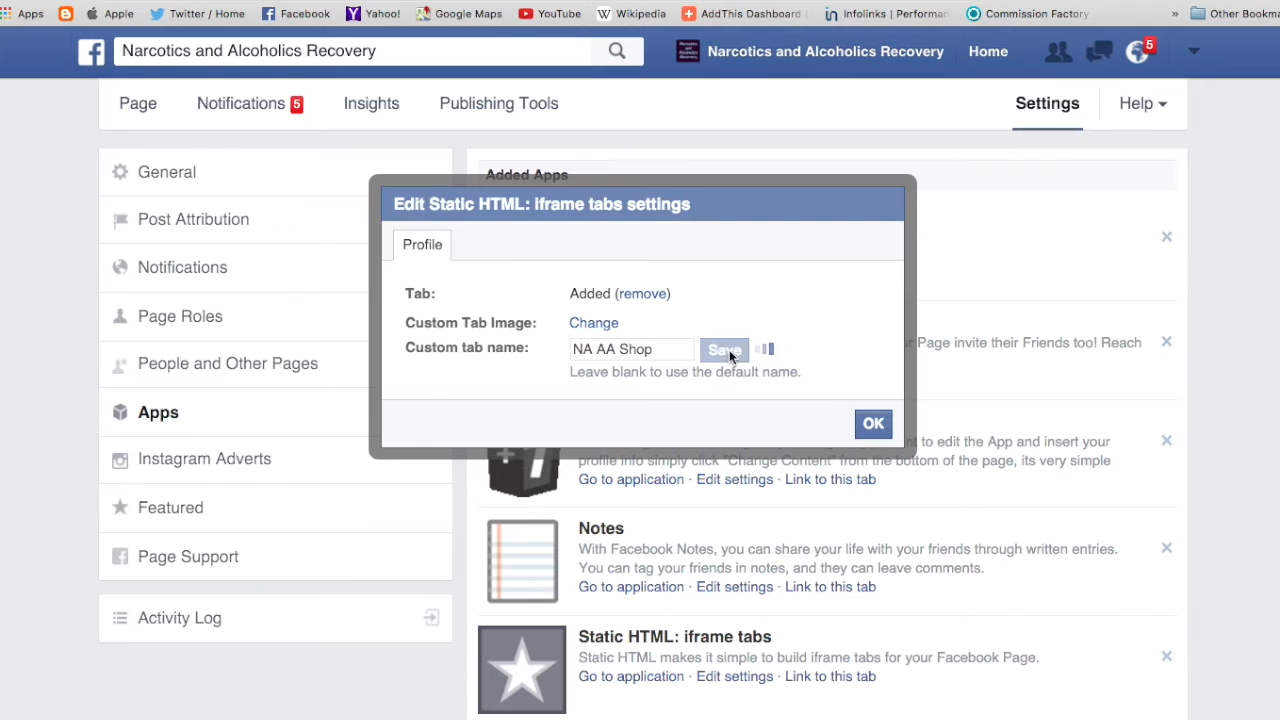 Apps Apple Twitter / Home Facebook Yahoo! Google Maps YouTube Wikipedia AddThis Dashboard Infolinks | Performan Commission Factory » Other Bookm
Narcotics and Alcoholics Recovery Narcotics and Alcoholics Recovery Home 5
Page Notifications 5 Insights Publishing Tools Settings Help
General
Post Attribution
Notifications
Page Roles
People and Other Pages
Apps
Instagram Adverts
Featured
Page Support
Activity Log
Added Apps
Edit Static HTML: iframe tabs settings
Profile
Tab: Added (remove)
Custom Tab Image: Change
Custom tab name: NA AA Shop Save
Leave blank to use the default name.
OK
ur Page invite their Friends too! Reach
nt to edit the App and insert your
profile info simply click "Change Content" from the bottom of the page, its very simple
Go to application · Edit settings · Link to this tab
Notes
With Facebook Notes, you can share your life with your friends through written entries.
You can tag your friends in notes, and they can leave comments.
Go to application · Edit settings · Link to this tab
Static HTML: iframe tabs
Static HTML makes it simple to build iframe tabs for your Facebook Page.
Go to application · Edit settings · Link to this tab